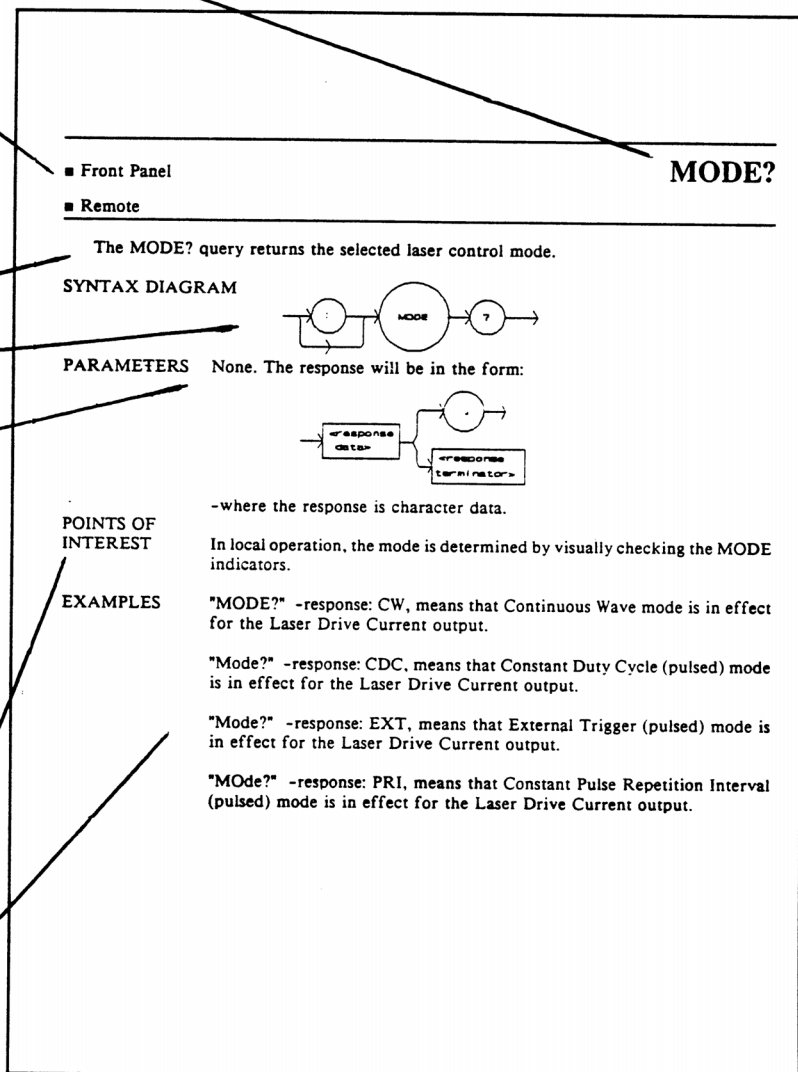 ■ Front Panel
MODE?
■ Remote
The MODE? query returns the selected laser control mode.
SYNTAX DIAGRAM
: MODE ?
PARAMETERS None. The response will be in the form:
<response
data>
<response
terminator>
-where the response is character data.
POINTS OF
INTEREST
In local operation, the mode is determined by visually checking the MODE
indicators.
EXAMPLES "MODE?" -response: CW, means that Continuous Wave mode is in effect
for the Laser Drive Current output.
"Mode?" -response: CDC, means that Constant Duty Cycle (pulsed) mode
is in effect for the Laser Drive Current output.
"Mode?" -response: EXT, means that External Trigger (pulsed) mode is
in effect for the Laser Drive Current output.
"MOde?" -response: PRI, means that Constant Pulse Repetition Interval
(pulsed) mode is in effect for the Laser Drive Current output.